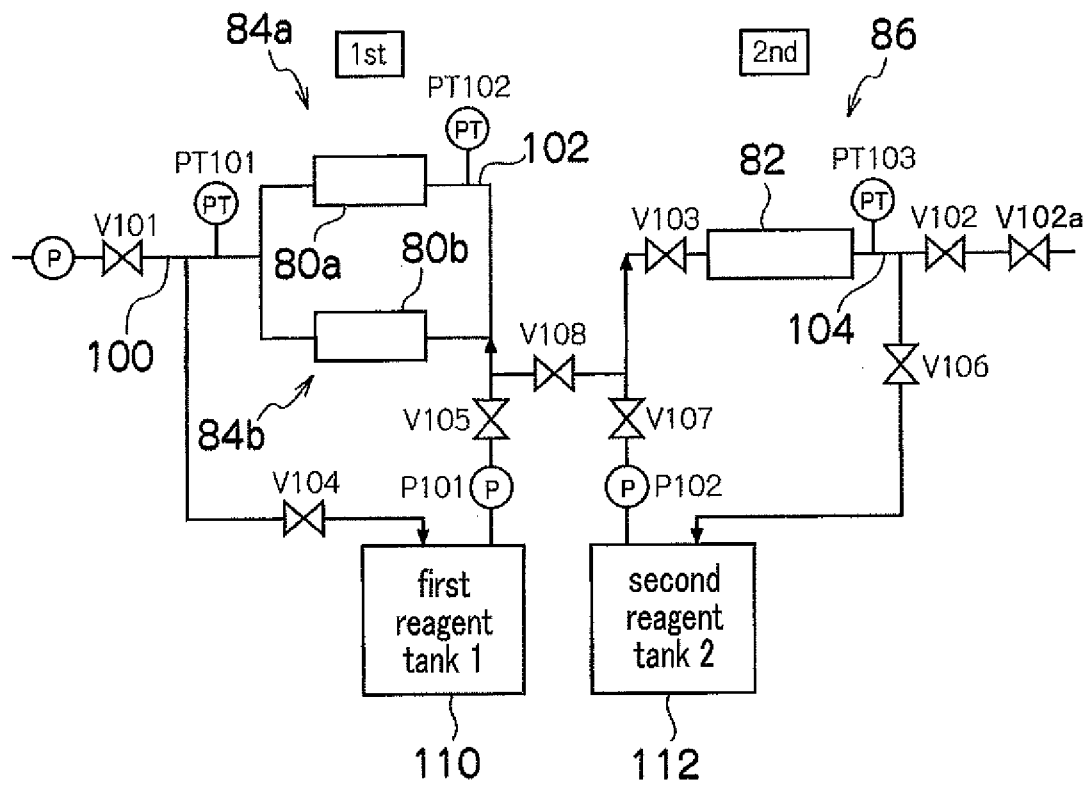 84a
1st
2nd
86
PT102
PT
102
PT101
PT
82
PT103
PT
V101
P
80a
80b
V103
V102
V102a
100
104
V108
V106
84b
V105
V107
V104
P101
P
P
P102
first
reagent
tank 1
second
reagent
tank 2
110
112